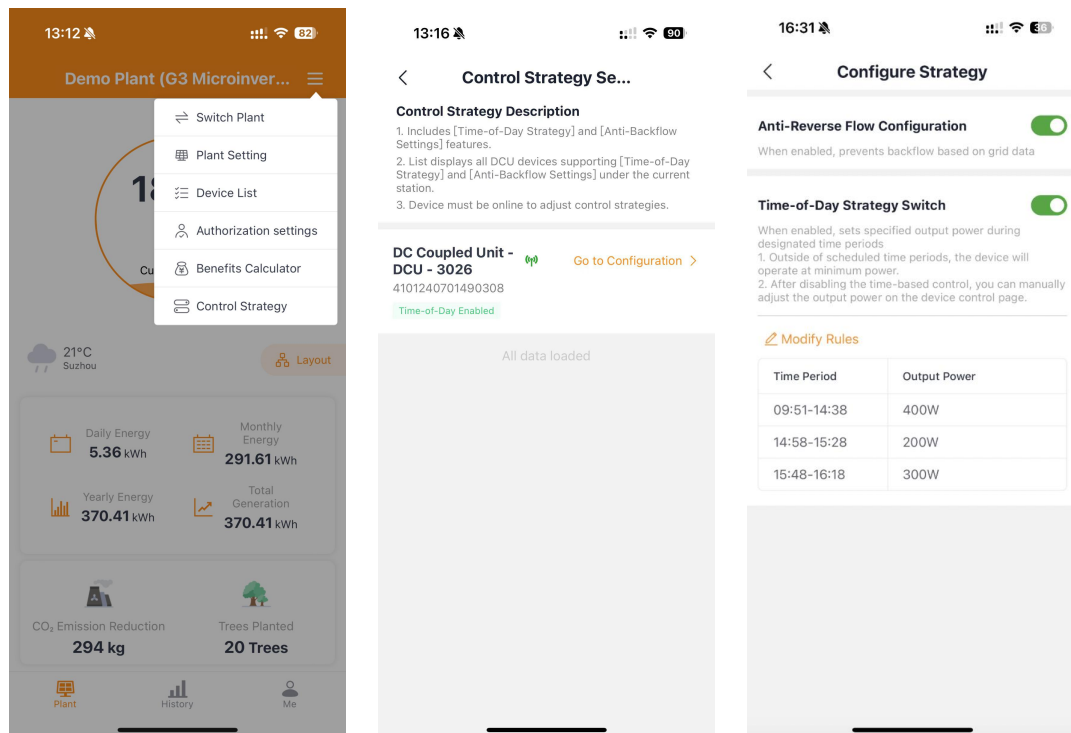 13:12
82
Demo Plant (G3 Microinver...
Switch Plant
Plant Setting
Device List
Authorization settings
Benefits Calculator
Control Strategy
18
Cu
21°C
Suzhou
Layout
Daily Energy
5.36 kWh
Monthly
Energy
291.61 kWh
Yearly Energy
370.41 kWh
Total
Generation
370.41 kWh
CO₂ Emission Reduction
294 kg
Trees Planted
20 Trees
Plant
History
Me
13:16
90
Control Strategy Se...
Control Strategy Description
1. Includes [Time-of-Day Strategy] and [Anti-Backflow
Settings] features.
2. List displays all DCU devices supporting [Time-of-Day
Strategy] and [Anti-Backflow Settings] under the current
station.
3. Device must be online to adjust control strategies.
DC Coupled Unit -
DCU - 3026
Go to Configuration
4101240701490308
Time-of-Day Enabled
All data loaded
16:31
36
Configure Strategy
Anti-Reverse Flow Configuration
When enabled, prevents backflow based on grid data
Time-of-Day Strategy Switch
When enabled, sets specified output power during
designated time periods
1. Outside of scheduled time periods, the device will
operate at minimum power.
2. After disabling the time-based control, you can manually
adjust the output power on the device control page.
Modify Rules
Time Period Output Power
09:51-14:38 400W
14:58-15:28 200W
15:48-16:18 300W